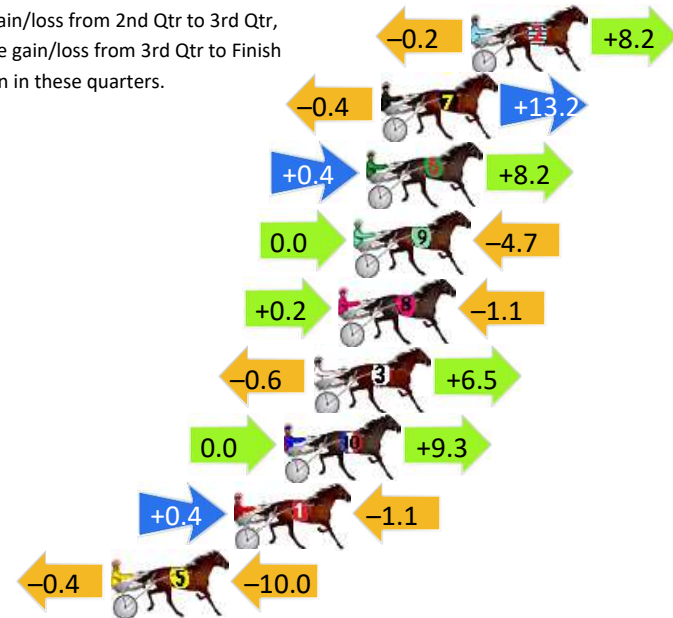 ain/loss from 2nd Qtr to 3rd Qtr,
e gain/loss from 3rd Qtr to Finish
n in these quarters.
–0.2 2 +8.2
–0.4 7 +13.2
+0.4 +8.2
0.0 9 –4.7
+0.2 8 –1.1
–0.6 3 +6.5
0.0 10 +9.3
+0.4 1 –1.1
–0.4 5 –10.0